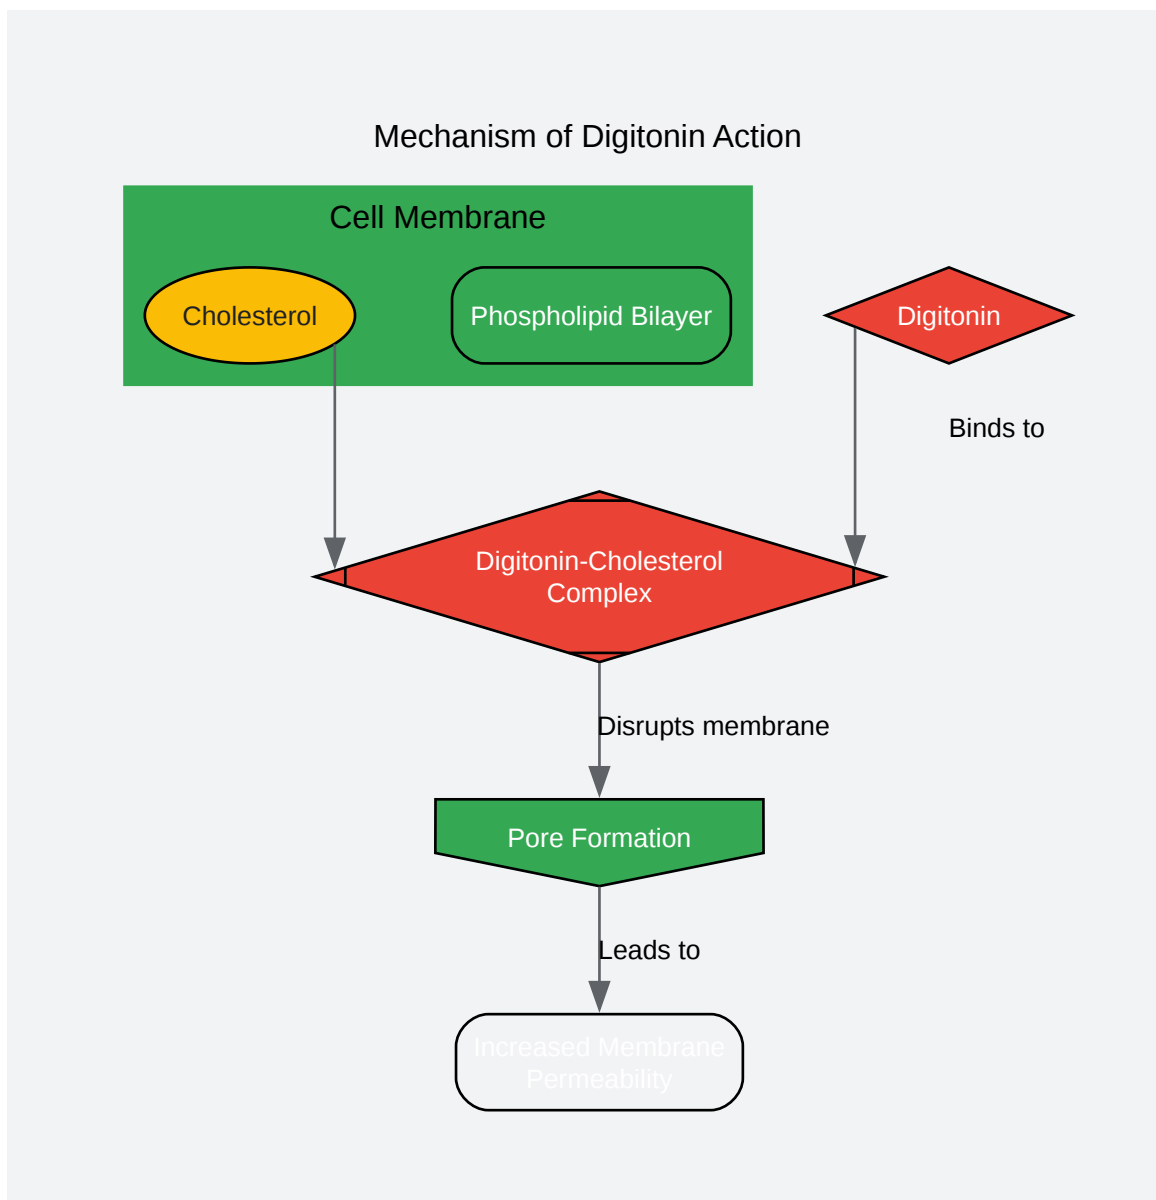 Mechanism of Digitonin Action
Cell Membrane
Cholesterol
Phospholipid Bilayer
Digitonin
Binds to
Digitonin-Cholesterol
Complex
Disrupts membrane
Pore Formation
Leads to
Increased Membrane
Permeability